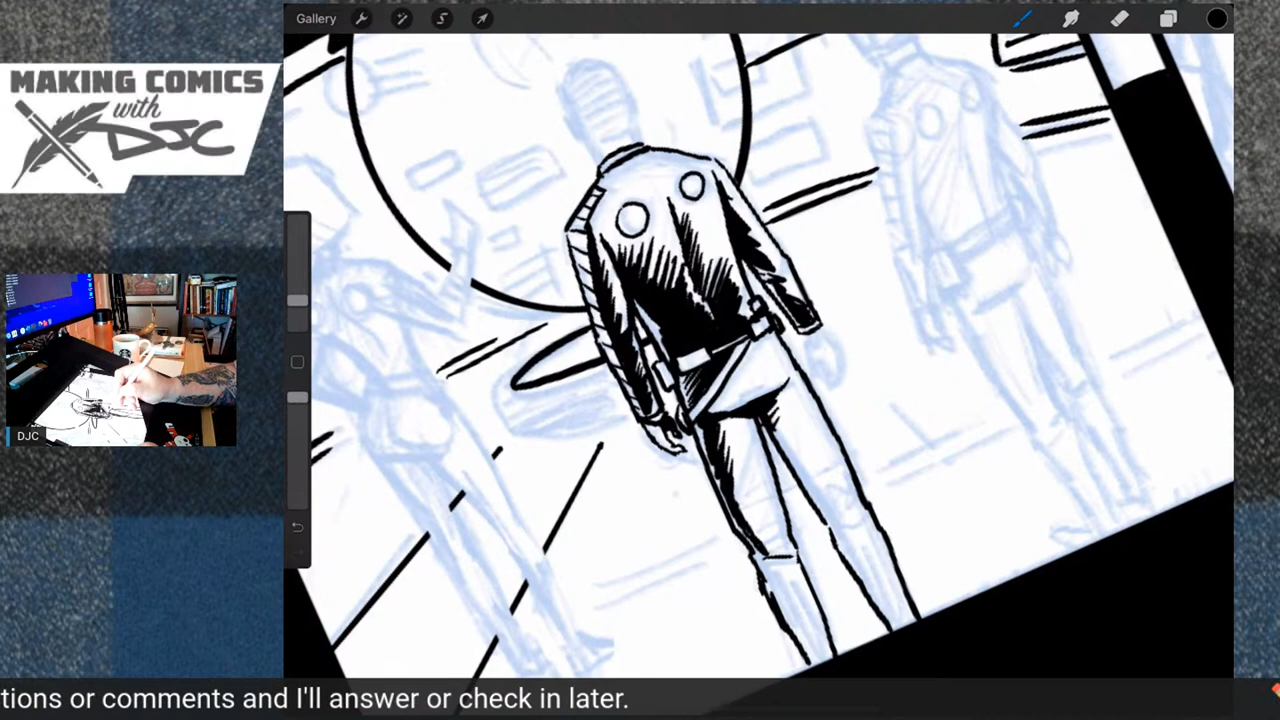 Gallery
MAKING COMICS
with
DJC
DJC
tions or comments and I'll answer or check in later.